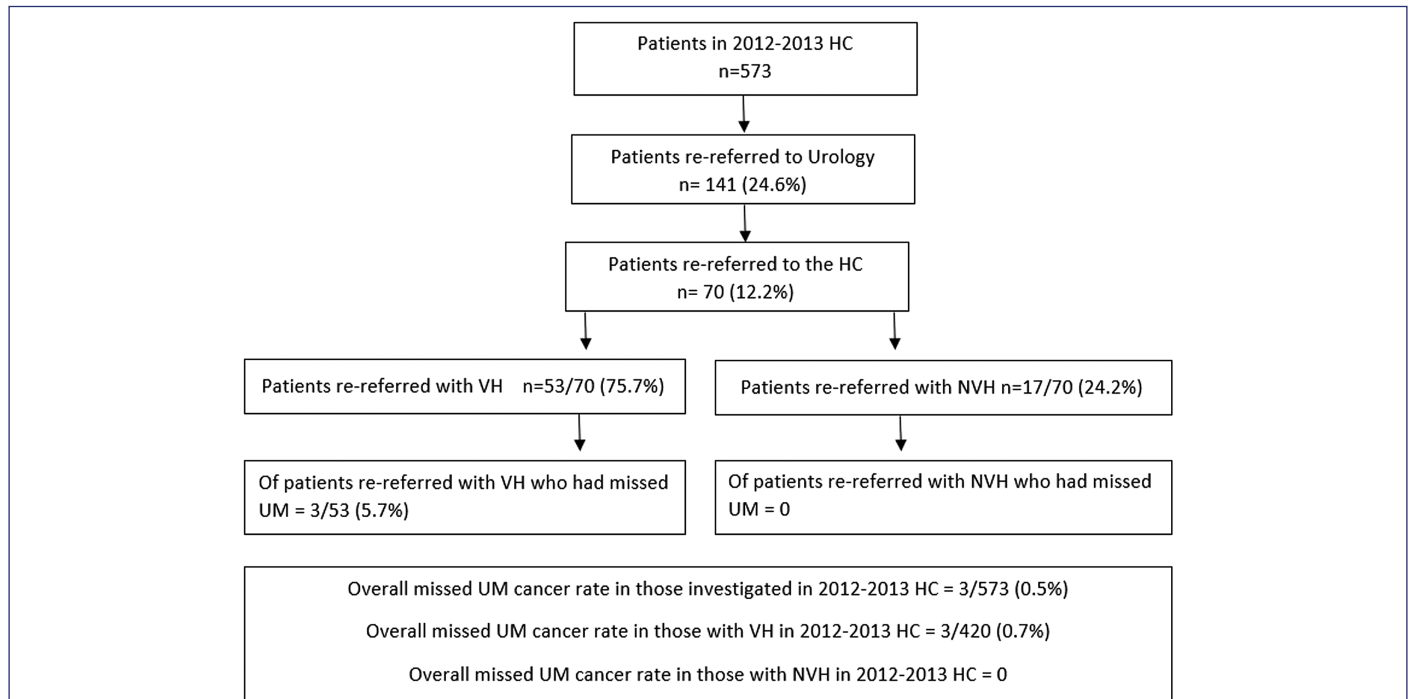 Patients in 2012-2013 HC
n=573
Patients re-referred to Urology
n= 141 (24.6%)
Patients re-referred to the HC
n= 70 (12.2%)
Patients re-referred with VH n=53/70 (75.7%)
Patients re-referred with NVH n=17/70 (24.2%)
Of patients re-referred with VH who had missed
UM = 3/53 (5.7%)
Of patients re-referred with NVH who had missed
UM = 0
Overall missed UM cancer rate in those investigated in 2012-2013 HC = 3/573 (0.5%)
Overall missed UM cancer rate in those with VH in 2012-2013 HC = 3/420 (0.7%)
Overall missed UM cancer rate in those with NVH in 2012-2013 HC = 0